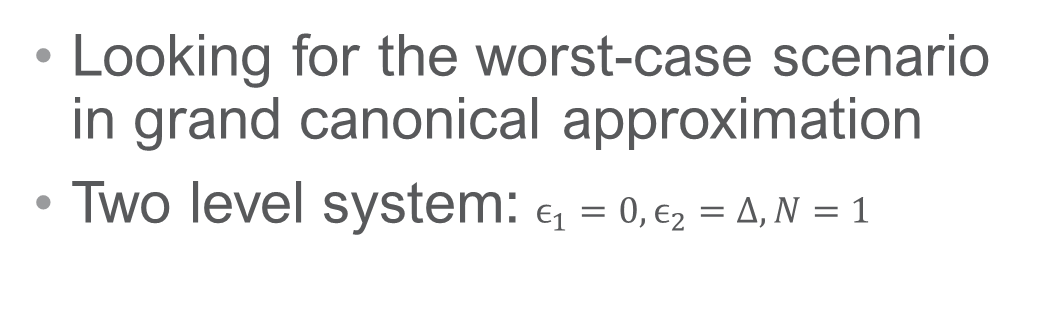 • Looking for the worst-case scenario
in grand canonical approximation
• Two level system: ϵ₁ = 0, ϵ₂ = Δ, N = 1